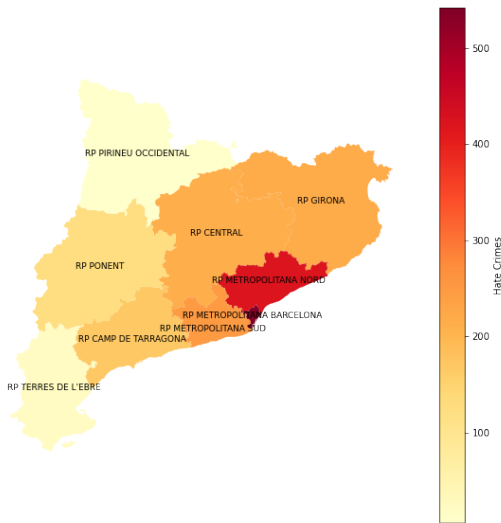 RP PIRINEU OCCIDENTAL
RP GIRONA
RP CENTRAL
RP PONENT
RP METROPOLITANA NORD
RP METROPOLITANA BARCELONA
RP METROPOLITANA SUD
RP CAMP DE TARRAGONA
RP TERRES DE L'EBRE
500
400
300
200
100
Hate Crimes